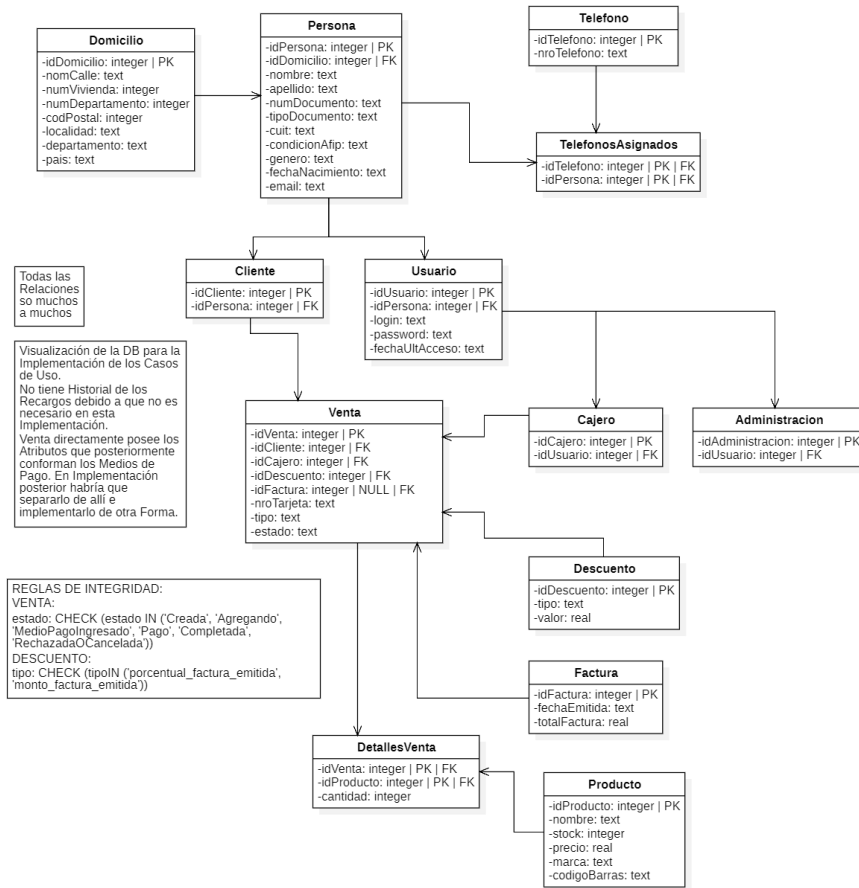 Domicilio
-idDomicilio: integer | PK
-nomCalle: text
-numVivienda: integer
-numDepartamento: integer
-codPostal: integer
-localidad: text
-departamento: text
-pais: text
Persona
-idPersona: integer | PK
-idDomicilio: integer | FK
-nombre: text
-apellido: text
-numDocumento: text
-tipoDocumento: text
-cuit: text
-condicionAfip: text
-genero: text
-fechaNacimiento: text
-email: text
Telefono
-idTelefono: integer | PK
-nroTelefono: text
TelefonosAsignados
-idTelefono: integer | PK | FK
-idPersona: integer | PK | FK
Cliente
-idCliente: integer | PK
-idPersona: integer | FK
Usuario
-idUsuario: integer | PK
-idPersona: integer | FK
-login: text
-password: text
-fechaUltAcceso: text
Todas las
Relaciones
so muchos
a muchos
Visualización de la DB para la
Implementación de los Casos
de Uso.
No tiene Historial de los
Recargos debido a que no es
necesario en esta
Implementación.
Venta directamente posee los
Atributos que posteriormente
conforman los Medios de
Pago. En Implementación
posterior habría que
separarlo de allí e
implementarlo de otra Forma.
Venta
-idVenta: integer | PK
-idCliente: integer | FK
-idCajero: integer | FK
-idDescuento: integer | FK
-idFactura: integer | NULL | FK
-nroTarjeta: text
-tipo: text
-estado: text
Cajero
-idCajero: integer | PK
-idUsuario: integer | FK
Administracion
-idAdministracion: integer | PK
-idUsuario: integer | FK
Descuento
-idDescuento: integer | PK
-tipo: text
-valor: real
REGLAS DE INTEGRIDAD:
VENTA:
estado: CHECK (estado IN ('Creada', 'Agregando',
'MedioPagoIngresado', 'Pago', 'Completada',
'RechazadaOCancelada'))
DESCUENTO:
tipo: CHECK (tipoIN ('porcentual_factura_emitida',
'monto_factura_emitida'))
Factura
-idFactura: integer | PK
-fechaEmitida: text
-totalFactura: real
DetallesVenta
-idVenta: integer | PK | FK
-idProducto: integer | PK | FK
-cantidad: integer
Producto
-idProducto: integer | PK
-nombre: text
-stock: integer
-precio: real
-marca: text
-codigoBarras: text